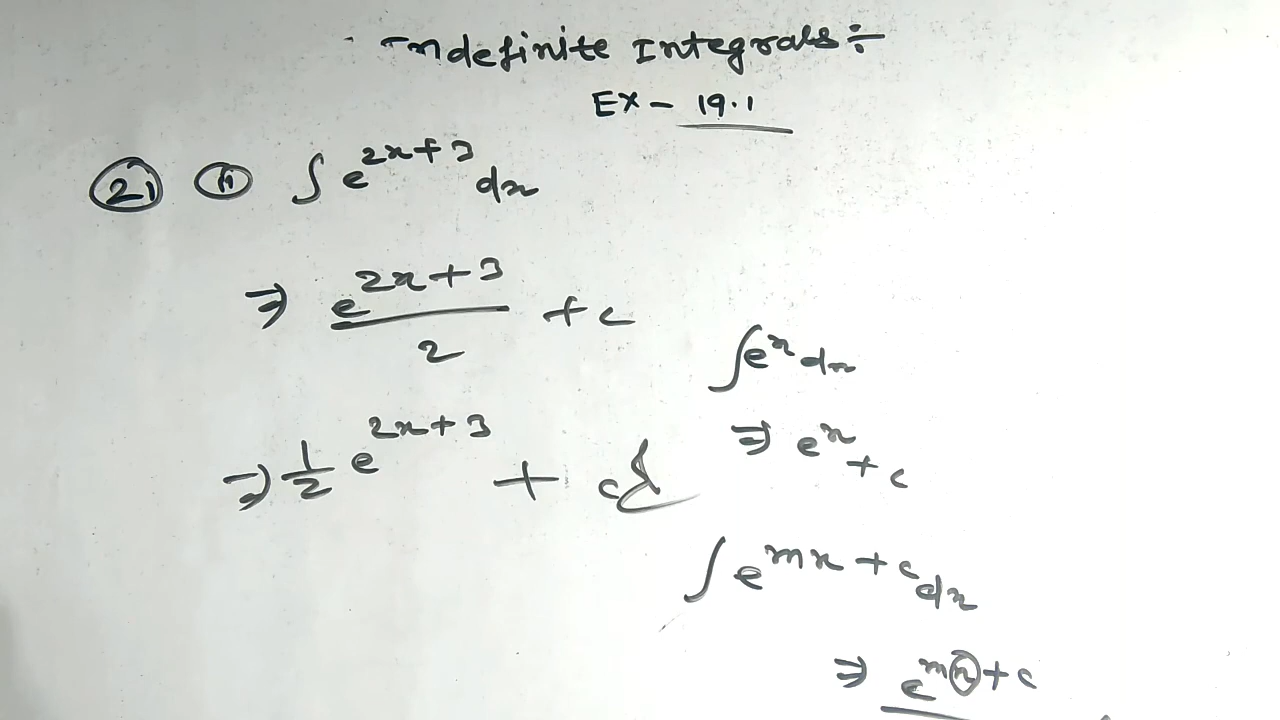 Indefinite Integrals ÷
EX - 19.1
21 ii ∫ e^{2x+3} dx
⇒ e^{2x+3}/2 + c
⇒ 1/2 e^{2x+3} + c
∫ e^x dx
⇒ e^x + c
∫ e^{mx+c} dx
⇒ e^{mx+c}